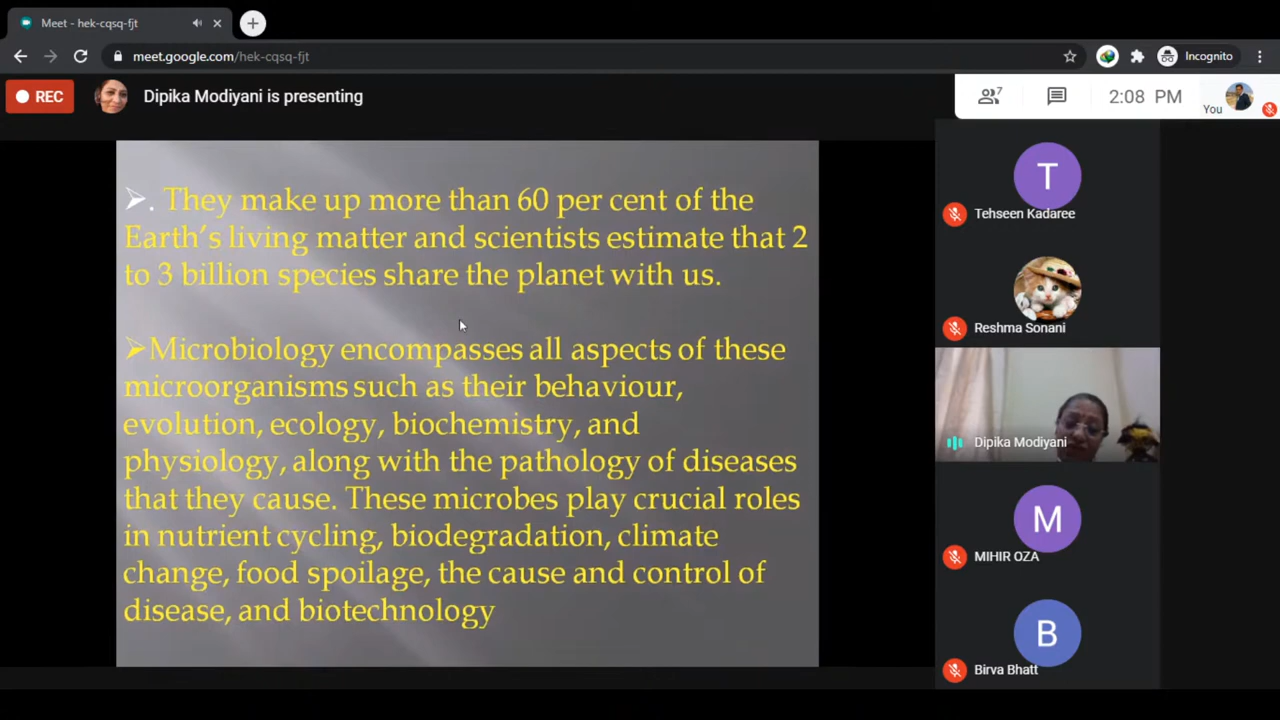 Meet - hek-cqsq-fjt
meet.google.com/hek-cqsq-fjt
Incognito
REC
Dipika Modiyani is presenting
7
2:08 PM
You
. They make up more than 60 per cent of the
Earth's living matter and scientists estimate that 2
to 3 billion species share the planet with us.
Microbiology encompasses all aspects of these
microorganisms such as their behaviour,
evolution, ecology, biochemistry, and
physiology, along with the pathology of diseases
that they cause. These microbes play crucial roles
in nutrient cycling, biodegradation, climate
change, food spoilage, the cause and control of
disease, and biotechnology
T
Tehseen Kadaree
Reshma Sonani
Dipika Modiyani
M
MIHIR OZA
B
Birva Bhatt